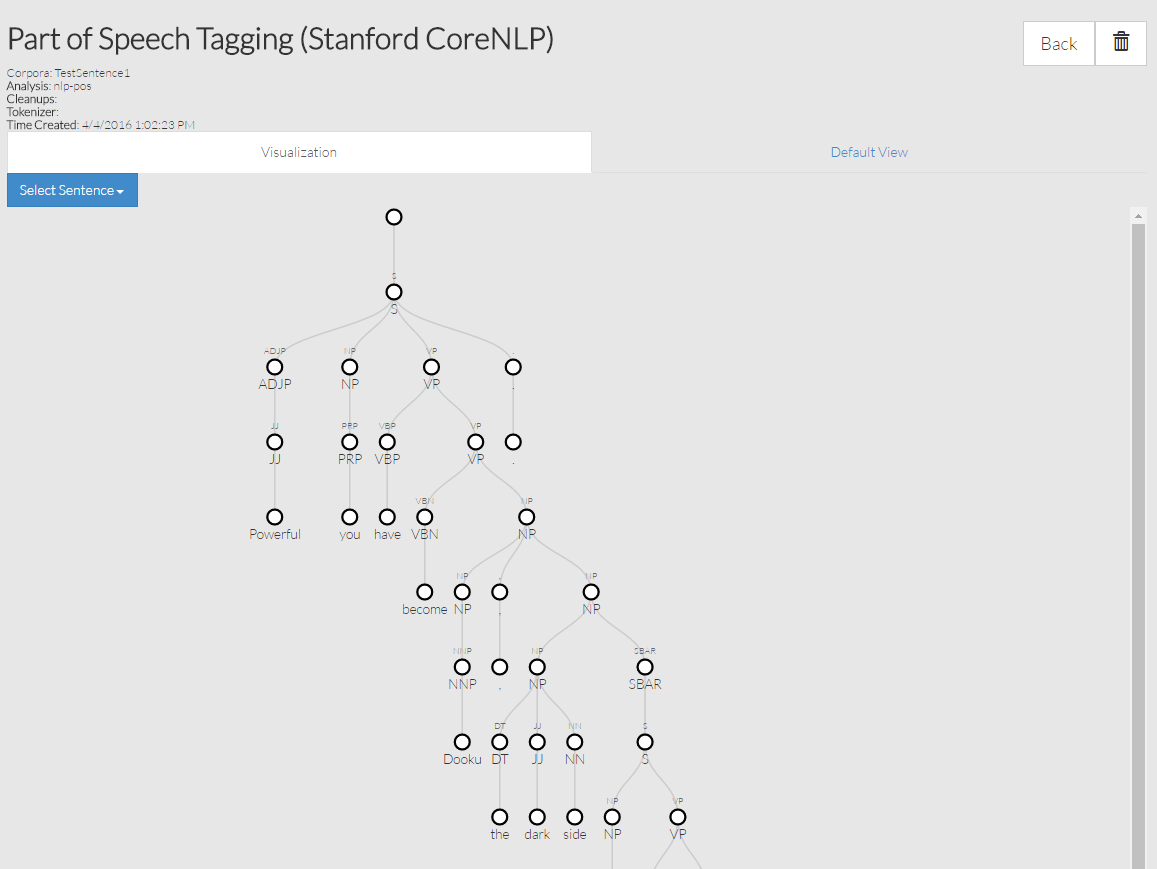 Part of Speech Tagging (Stanford CoreNLP)
Back
Corpora: TestSentence1
Analysis: nlp-pos
Cleanups:
Tokenizer:
Time Created: 4/4/2016 1:02:23 PM
Visualization Default View
Select Sentence
S
S
ADJP NP VP .
ADJP NP VP .
JJ PRP VBP VP
JJ PRP VBP VP .
VBN NP
Powerful you have VBN NP
NP , NP
become NP , NP
NNP NP SBAR
NNP , NP SBAR
DT JJ NN S
Dooku DT JJ NN S
NP VP
the dark side NP VP